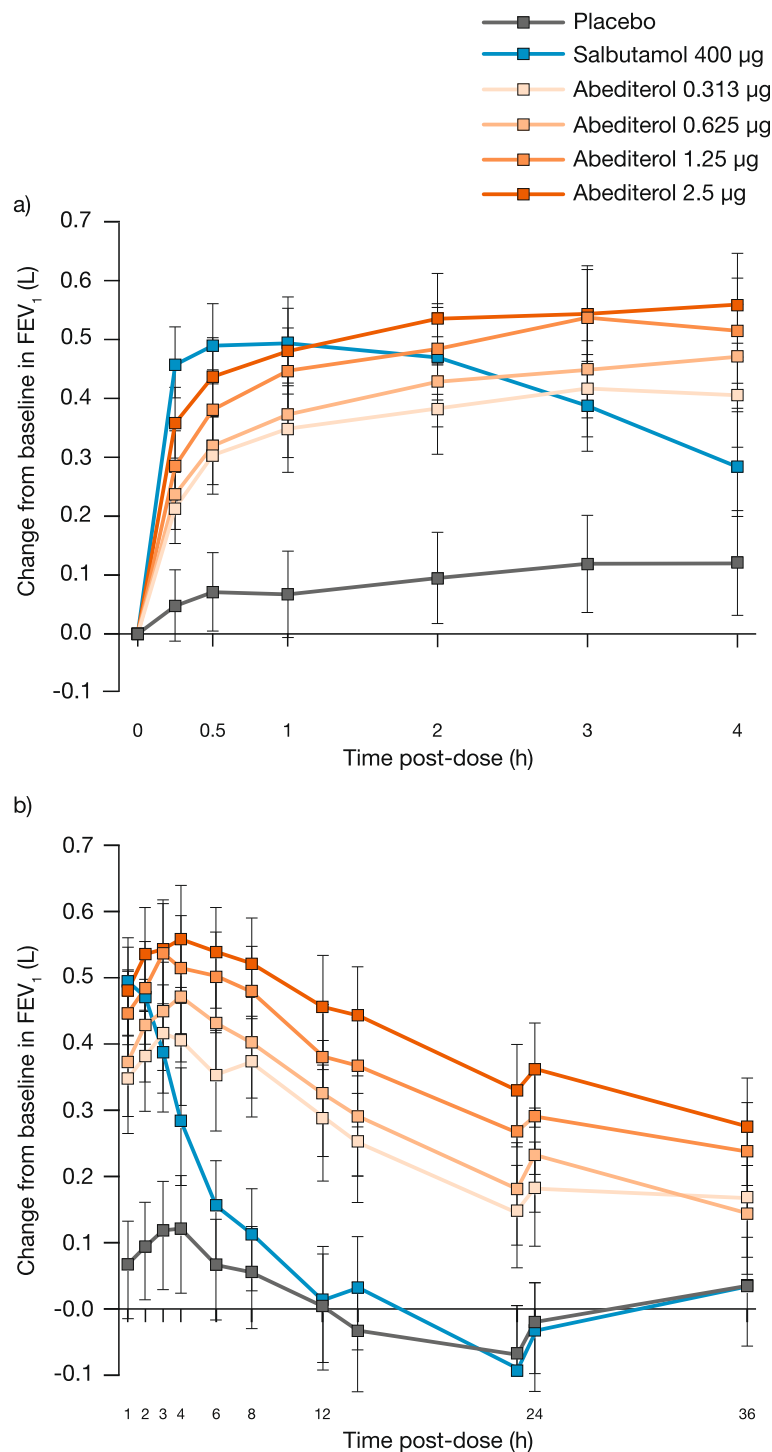 Placebo
Salbutamol 400 µg
Abediterol 0.313 µg
Abediterol 0.625 µg
Abediterol 1.25 µg
Abediterol 2.5 µg
a)
Change from baseline in FEV1 (L)
0.7
0.6
0.5
0.4
0.3
0.2
0.1
0.0
-0.1
0 0.5 1 2 3 4
Time post-dose (h)
b)
Change from baseline in FEV1 (L)
0.7
0.6
0.5
0.4
0.3
0.2
0.1
-0.0
-0.1
1 2 3 4 6 8 12 24 36
Time post-dose (h)